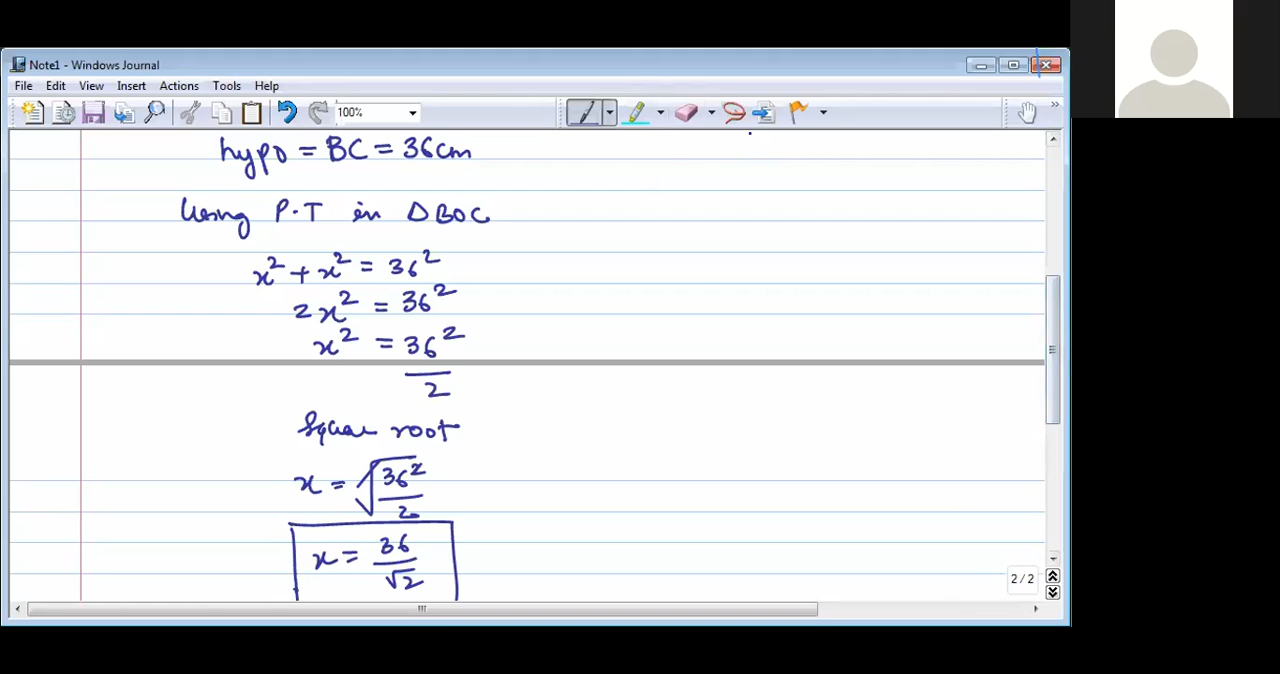 Note1 - Windows Journal
File Edit View Insert Actions Tools Help
100%
hypo = BC = 36cm
Using P.T in △BOC
x² + x² = 36²
2x² = 36²
x² = 36²/2
Square root
x = √(36²/2)
x = 36/√2
2/2